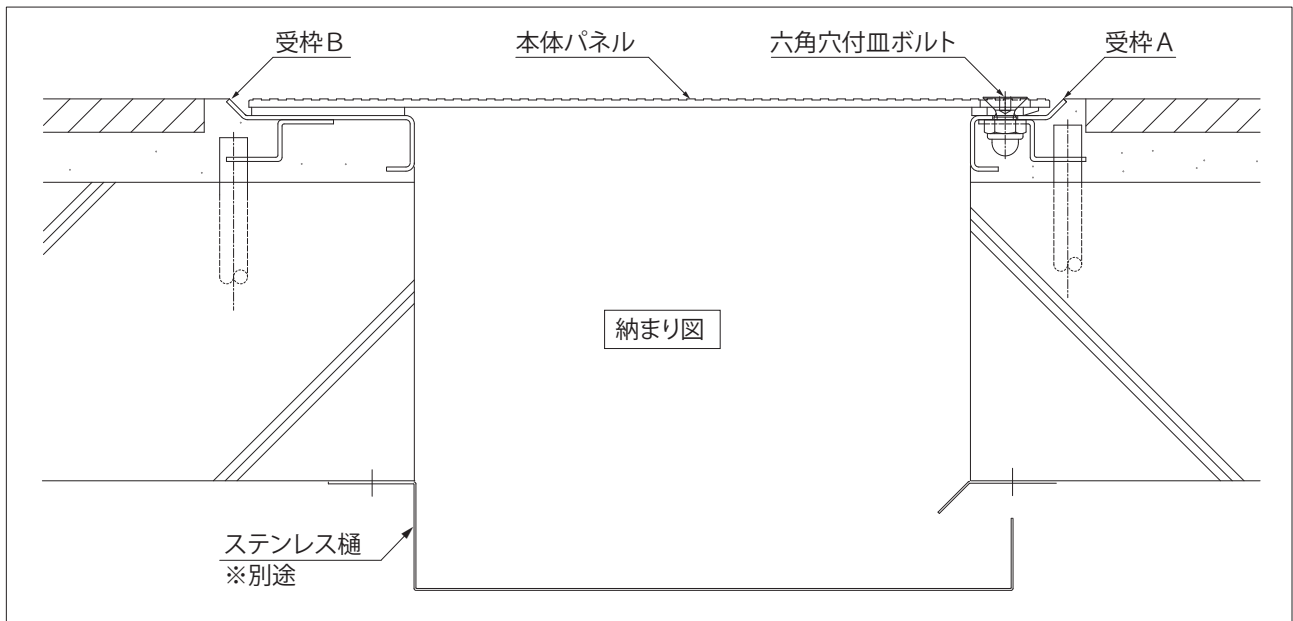 受枠B
本体パネル
六角穴付皿ボルト
受枠A
納まり図
ステンレス樋
※別途